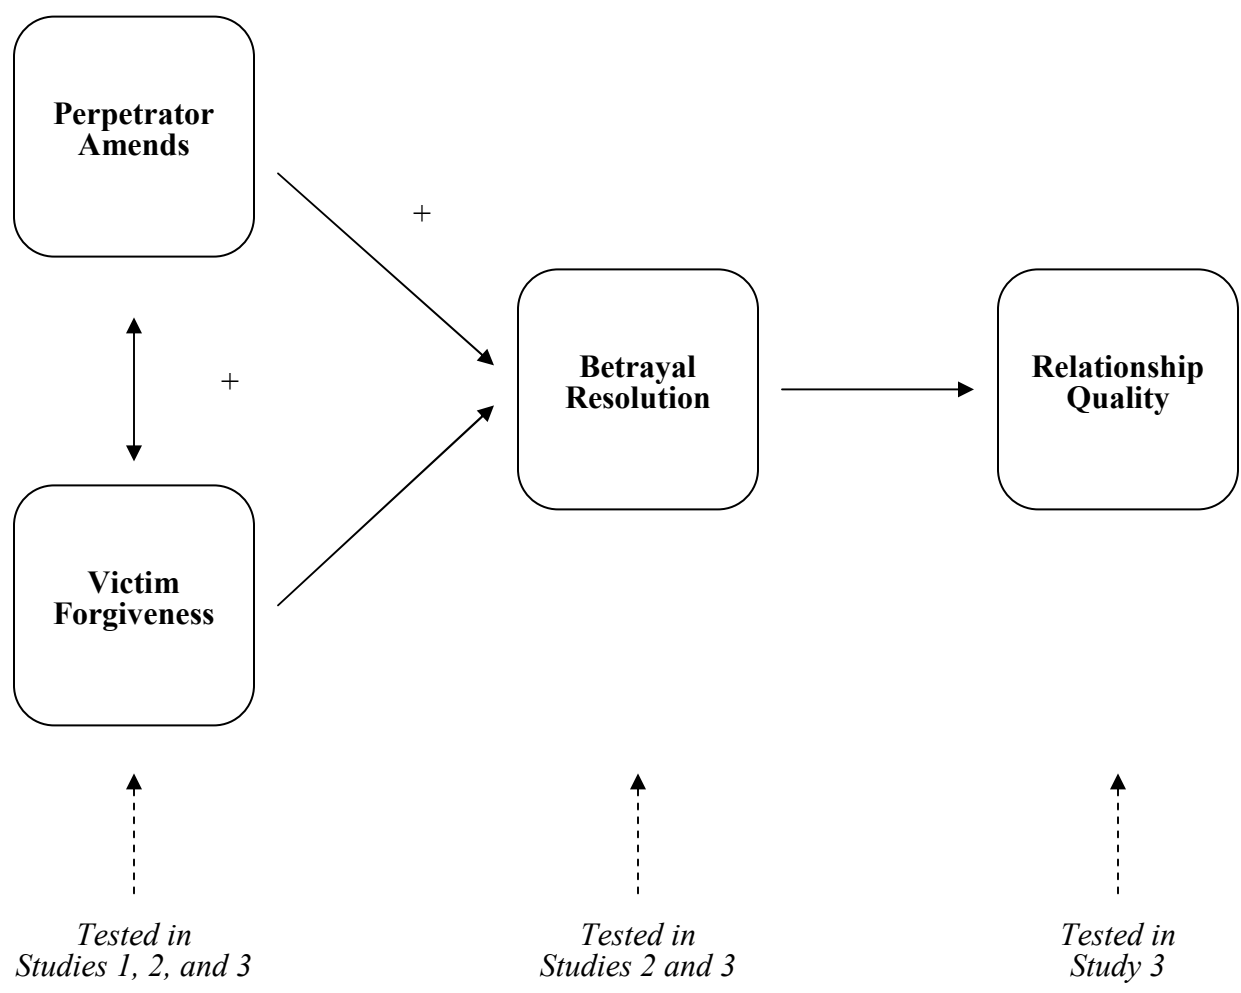 Perpetrator
Amends
+
+
Betrayal
Resolution
Relationship
Quality
Victim
Forgiveness
Tested in
Studies 1, 2, and 3
Tested in
Studies 2 and 3
Tested in
Study 3